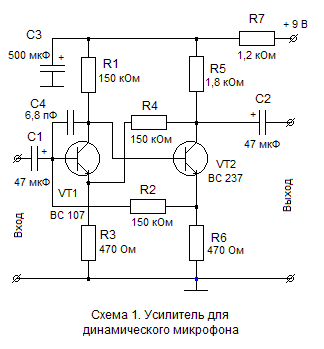 C3
500 мкФ
+
R7
+ 9 В
1,2 кОм
R1
150 кОм
R5
1,8 кОм
C4
6,8 пФ
R4
150 кОм
C2
+
47 мкФ
C1
+
47 мкФ
VT1
BC 107
VT2
BC 237
R2
150 кОм
Вход
Выход
R3
470 Ом
R6
470 Ом
Схема 1. Усилитель для
динамического микрофона